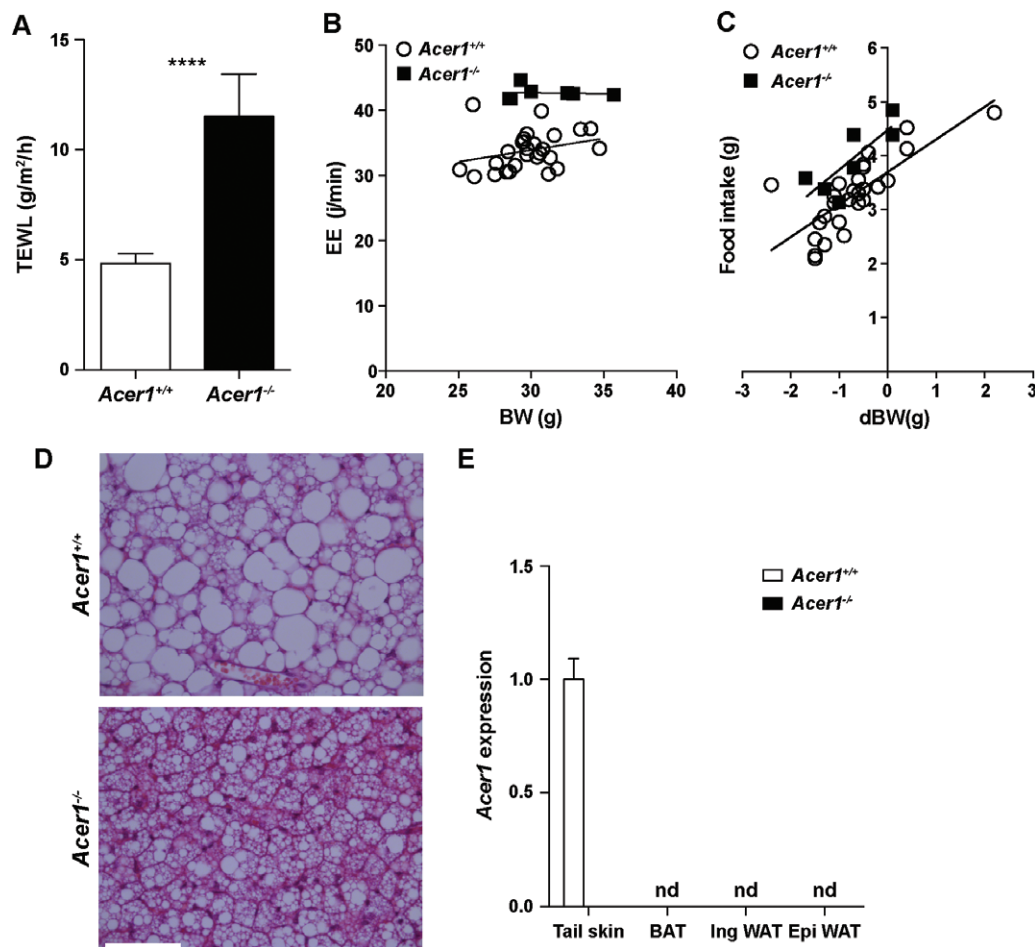 A
****
TEWL (g/m²/h)
15
10
5
0
Acer1+/+
Acer1-/-
B
Acer1+/+
Acer1-/-
EE (j/min)
50
40
30
20
10
0
20
25
30
35
40
BW (g)
C
Acer1+/+
Acer1-/-
Food intake (g)
6
5
4
3
2
1
-3
-2
-1
0
1
2
3
dBW(g)
D
Acer1+/+
Acer1-/-
E
Acer1+/+
Acer1-/-
Acer1 expression
1.5
1.0
0.5
0.0
nd
nd
nd
Tail skin
BAT
Ing WAT
Epi WAT